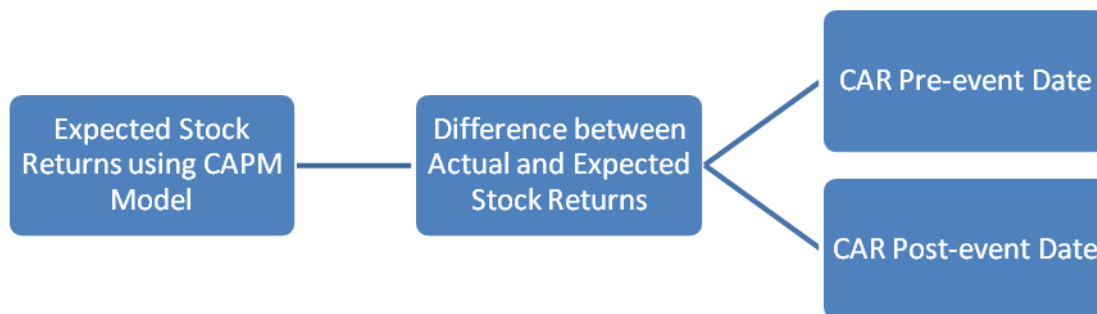 Expected Stock
Returns using CAPM
Model
Difference between
Actual and Expected
Stock Returns
CAR Pre-event Date
CAR Post-event Date